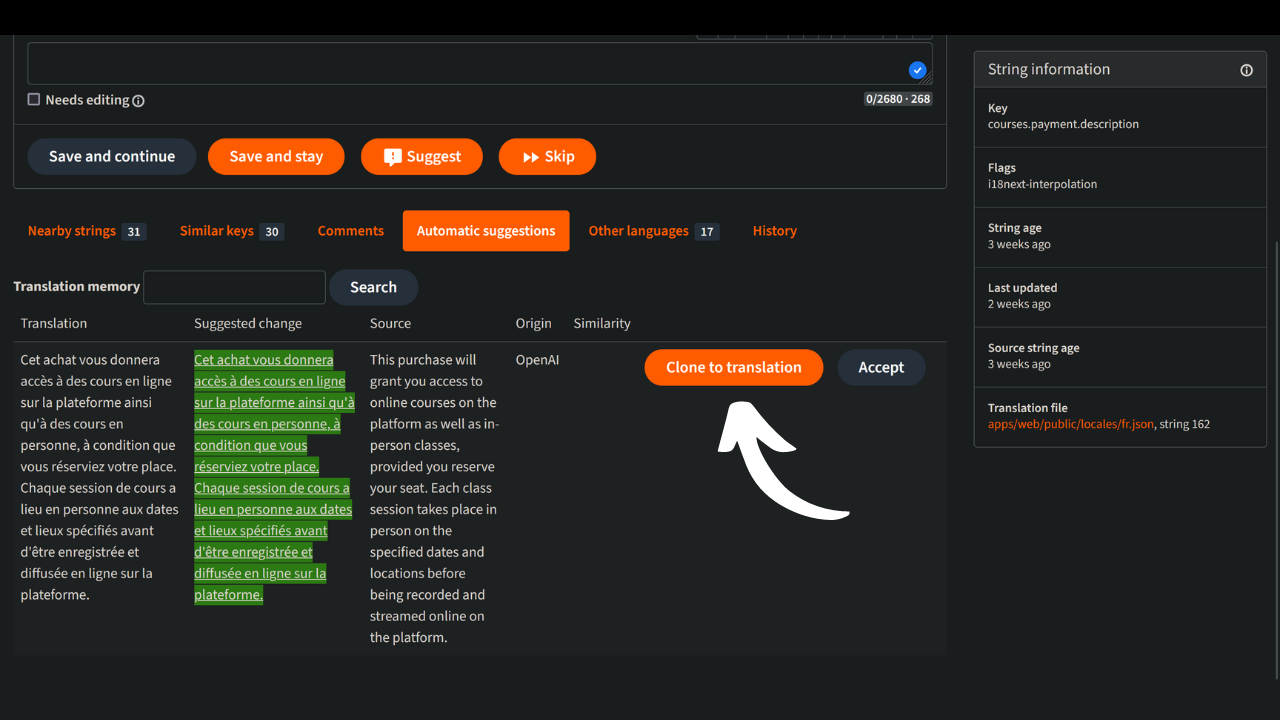 Needs editing
0/2680 · 268
Save and continue
Save and stay
Suggest
Skip
Nearby strings 31
Similar keys 30
Comments
Automatic suggestions
Other languages 17
History
Translation memory
Search
Translation
Suggested change
Source
Origin
Similarity
Cet achat vous donnera
accès à des cours en ligne
sur la plateforme ainsi
qu'à des cours en
personne, à condition que
vous réserviez votre place.
Chaque session de cours a
lieu en personne aux dates
et lieux spécifiés avant
d'être enregistrée et
diffusée en ligne sur la
plateforme.
Cet achat vous donnera
accès à des cours en ligne
sur la plateforme ainsi qu'à
des cours en personne, à
condition que vous
réserviez votre place.
Chaque session de cours a
lieu en personne aux dates
et lieux spécifiés avant
d'être enregistrée et
diffusée en ligne sur la
plateforme.
This purchase will
grant you access to
online courses on the
platform as well as in-
person classes,
provided you reserve
your seat. Each class
session takes place in
person on the
specified dates and
locations before
being recorded and
streamed online on
the platform.
OpenAI
Clone to translation
Accept
String information
Key
courses.payment.description
Flags
i18next-interpolation
String age
3 weeks ago
Last updated
2 weeks ago
Source string age
3 weeks ago
Translation file
apps/web/public/locales/fr.json, string 162